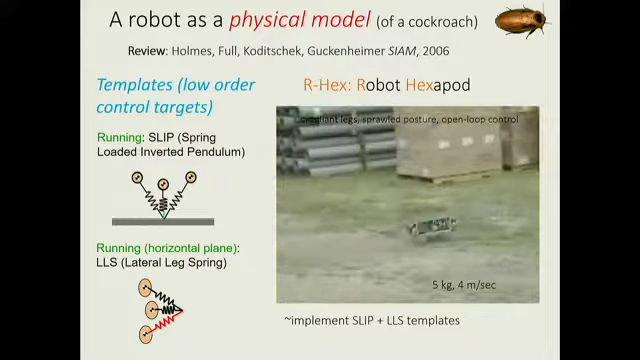 A robot as a physical model (of a cockroach)
Review: Holmes, Full, Koditschek, Guckenheimer SIAM, 2006
Templates (low order
control targets)
Running: SLIP (Spring
Loaded Inverted Pendulum)
Running (horizontal plane):
LLS (Lateral Leg Spring)
R-Hex: Robot Hexapod
legs, sprawled posture, open-loop control
5 kg, 4 m/sec
~implement SLIP + LLS templates